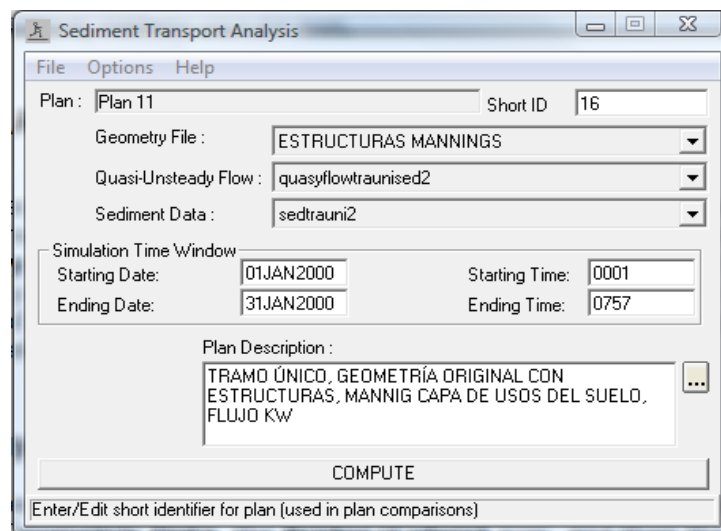 Sediment Transport Analysis
File Options Help
Plan : Plan 11 Short ID 16
Geometry File : ESTRUCTURAS MANNINGS
Quasi-Unsteady Flow : quasyflowtraunised2
Sediment Data : sedtrauni2
Simulation Time Window
Starting Date: 01JAN2000 Starting Time: 0001
Ending Date: 31JAN2000 Ending Time: 0757
Plan Description :
TRAMO ÚNICO, GEOMETRÍA ORIGINAL CON
ESTRUCTURAS, MANNIG CAPA DE USOS DEL SUELO,
FLUJO KW
...
COMPUTE
Enter/Edit short identifier for plan (used in plan comparisons)